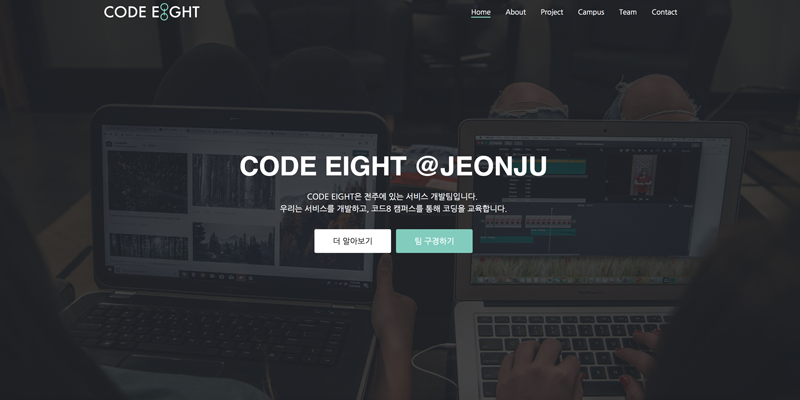 CODE EIGHT
Home About Project Campus Team Contact
CODE EIGHT @JEONJU
CODE EIGHT은 전주에 있는 서비스 개발팀입니다.
우리는 서비스를 개발하고, 코드8 캠퍼스를 통해 코딩을 교육합니다.
더 알아보기
팀 구경하기